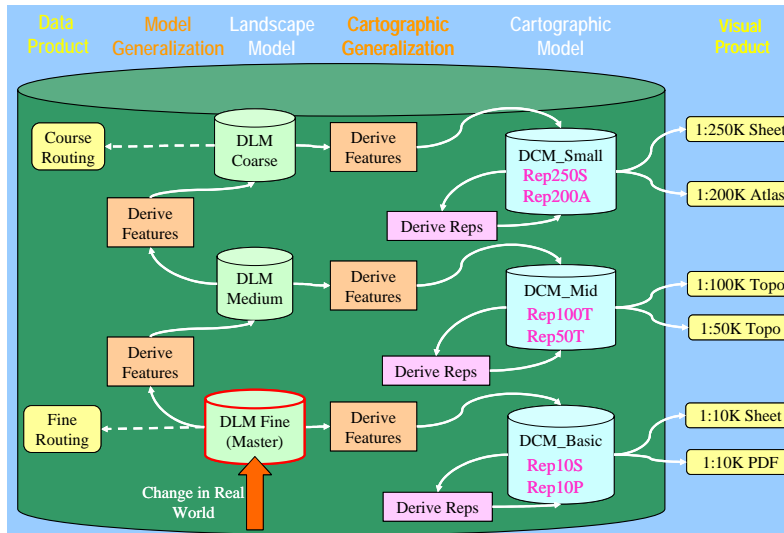 Data
Product
Model
Generalization
Landscape
Model
Cartographic
Generalization
Cartographic
Model
Visual
Product
Course
Routing
DLM
Coarse
Derive
Features
DCM_Small
Rep250S
Rep200A
1:250K Sheet
1:200K Atlas
Derive
Features
Derive Reps
DLM
Medium
Derive
Features
DCM_Mid
Rep100T
Rep50T
1:100K Topo
1:50K Topo
Derive
Features
Derive Reps
Fine
Routing
DLM Fine
(Master)
Derive
Features
DCM_Basic
Rep10S
Rep10P
1:10K Sheet
1:10K PDF
Change in Real
World
Derive Reps